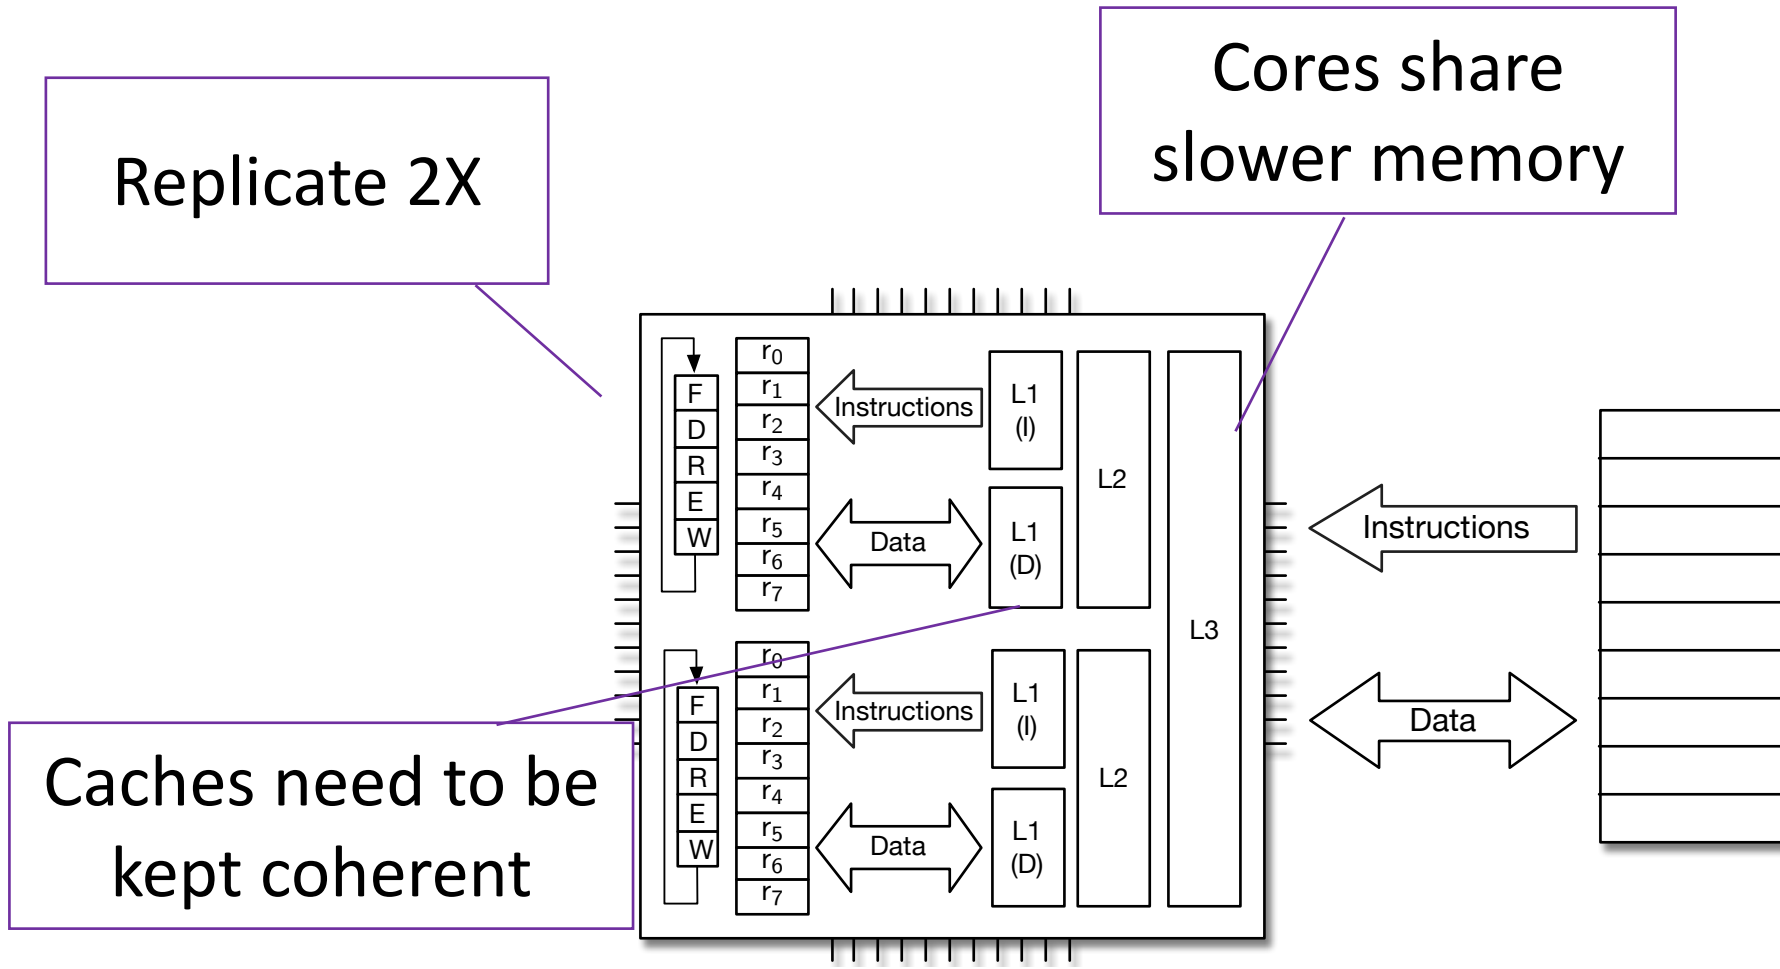 Replicate 2X
Cores share
slower memory
r0
r1
r2
r3
r4
r5
r6
r7
F
D
R
E
W
Instructions
Data
L1
(I)
L1
(D)
L2
L3
r0
r1
r2
r3
r4
r5
r6
r7
F
D
R
E
W
Instructions
Data
L1
(I)
L1
(D)
L2
Instructions
Data
Caches need to be
kept coherent